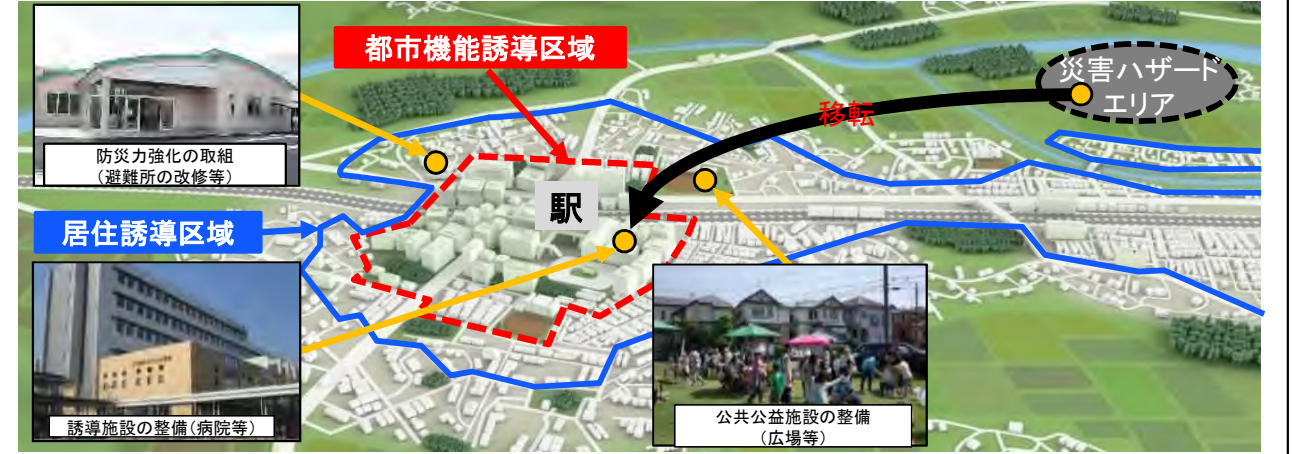 都市機能誘導区域
災害ハザード
エリア
移転
防災力強化の取組
（避難所の改修等）
駅
居住誘導区域
誘導施設の整備（病院等）
公共公益施設の整備
（広場等）